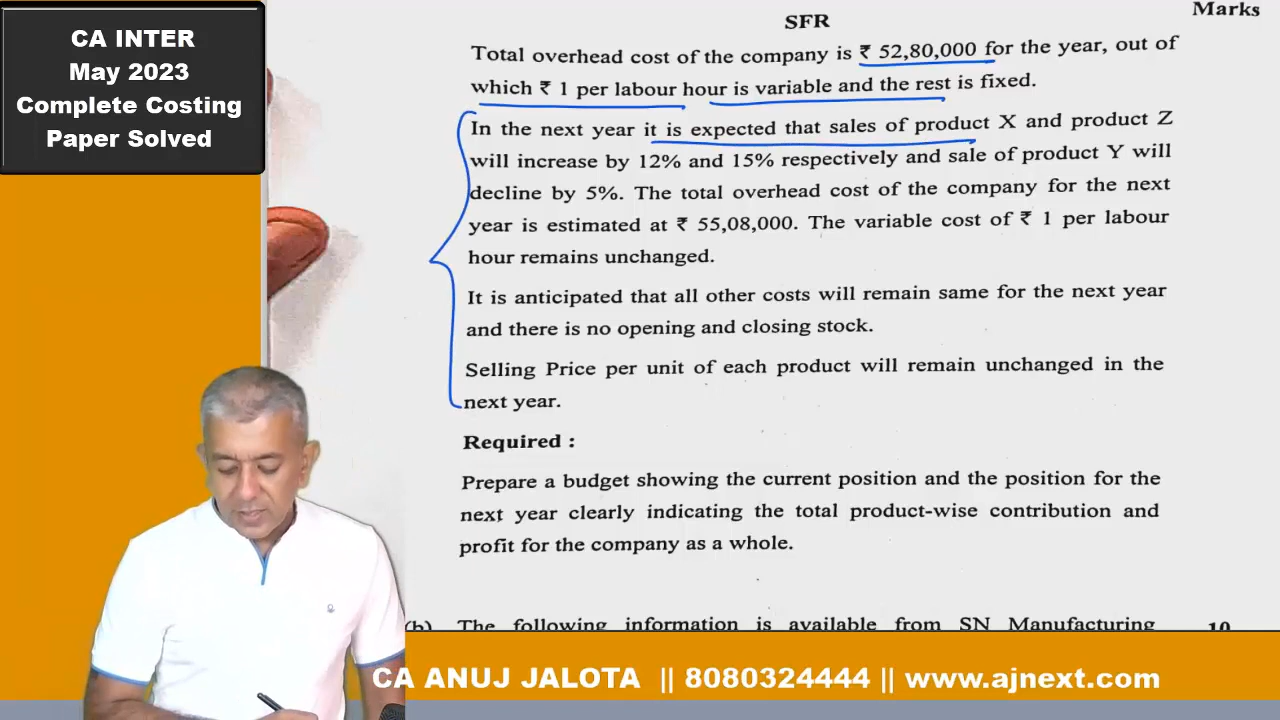 CA INTER
May 2023
Complete Costing
Paper Solved
SFR
Marks
Total overhead cost of the company is ₹ 52,80,000 for the year, out of
which ₹ 1 per labour hour is variable and the rest is fixed.
In the next year it is expected that sales of product X and product Z
will increase by 12% and 15% respectively and sale of product Y will
decline by 5%. The total overhead cost of the company for the next
year is estimated at ₹ 55,08,000. The variable cost of ₹ 1 per labour
hour remains unchanged.
It is anticipated that all other costs will remain same for the next year
and there is no opening and closing stock.
Selling Price per unit of each product will remain unchanged in the
next year.
Required :
Prepare a budget showing the current position and the position for the
next year clearly indicating the total product-wise contribution and
profit for the company as a whole.
(b) The following information is available from SN Manufacturing 10
CA ANUJ JALOTA || 8080324444 || www.ajnext.com